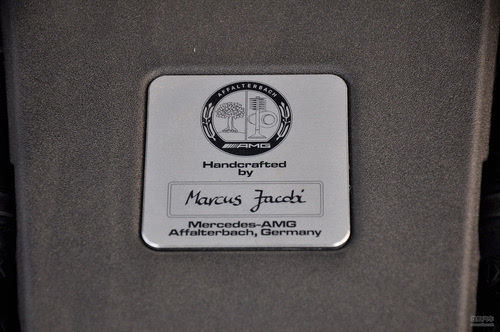 AFFALTERBACH
AMG
Handcrafted
by
Marcus Jacobi
Mercedes-AMG
Affalterbach, Germany